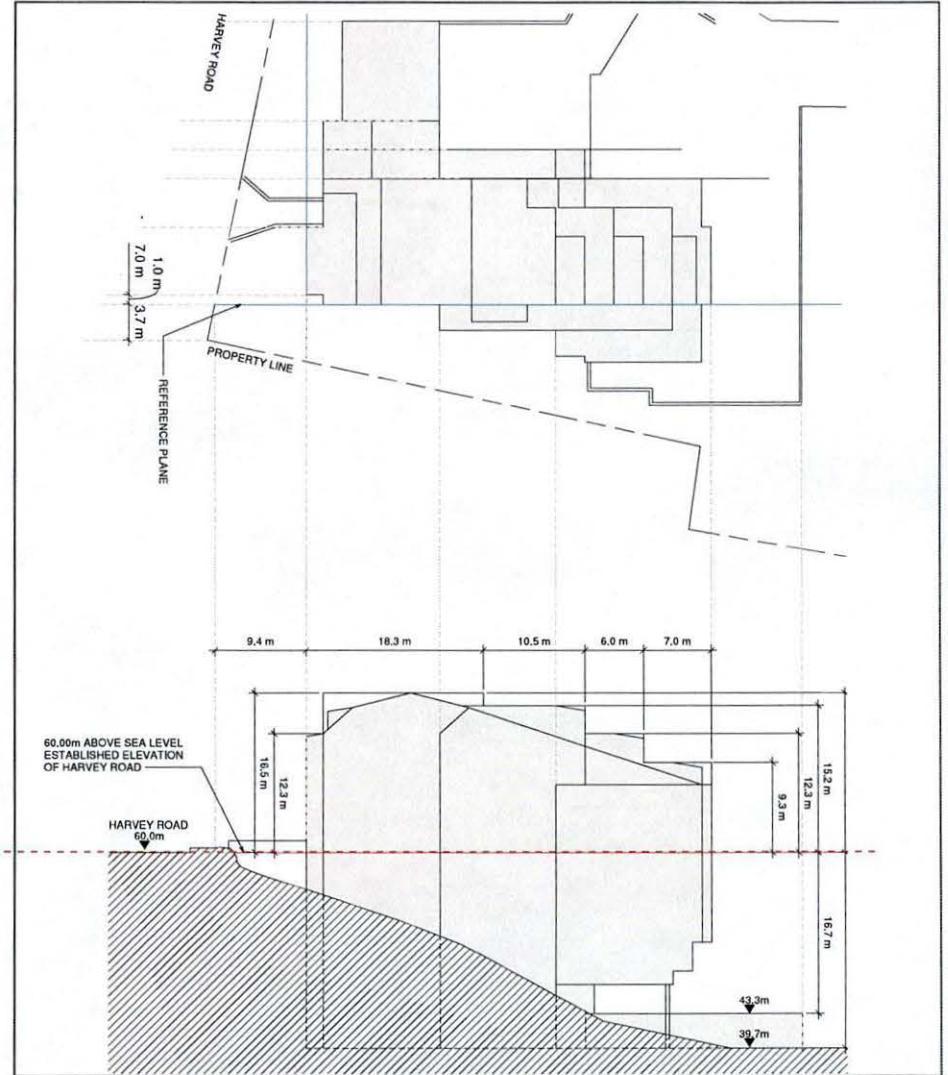 HARVEY ROAD
1.0 m
7.0 m
3.7 m
PROPERTY LINE
REFERENCE PLANE
9.4 m
18.3 m
10.5 m
6.0 m
7.0 m
60.00m ABOVE SEA LEVEL
ESTABLISHED ELEVATION
OF HARVEY ROAD
16.5 m
12.3 m
9.3 m
12.3 m
15.2 m
HARVEY ROAD
60.0m
16.7 m
43.3m
39.7m